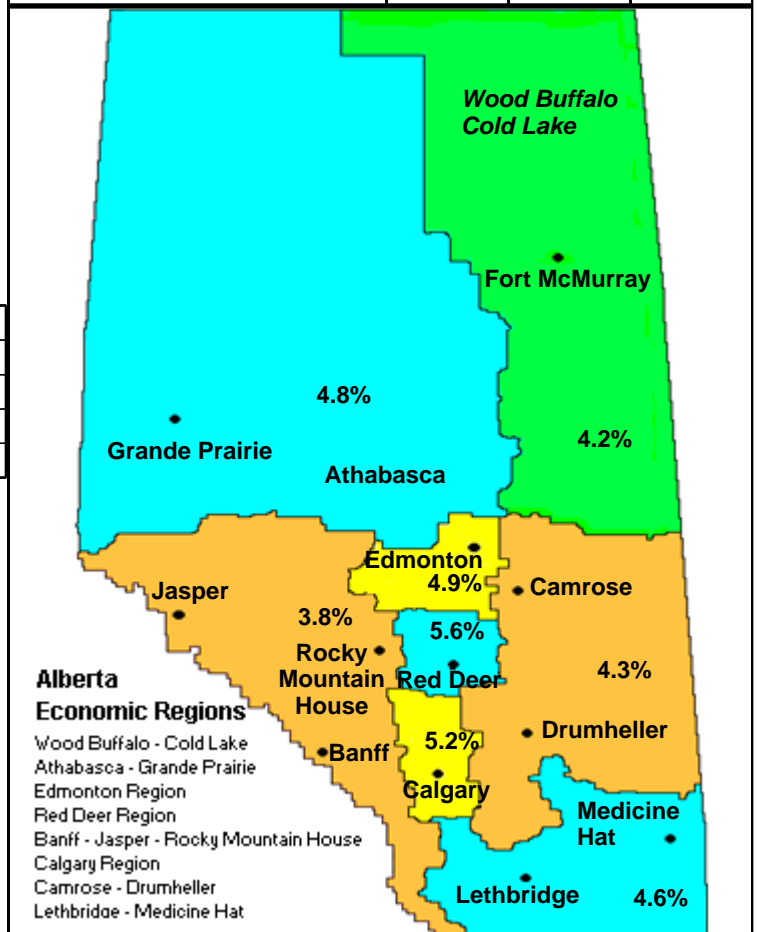 Wood Buffalo
Cold Lake
Fort McMurray
4.8%
4.2%
Grande Prairie
Athabasca
Edmonton
4.9%
Camrose
Jasper
3.8%
5.6%
Rocky
Mountain
House
Red Deer
4.3%
Drumheller
5.2%
Banff
Calgary
Medicine
Hat
Lethbridge
4.6%
Alberta
Economic Regions
Wood Buffalo - Cold Lake
Athabasca - Grande Prairie
Edmonton Region
Red Deer Region
Banff - Jasper - Rocky Mountain House
Calgary Region
Camrose - Drumheller
Lethbridge - Medicine Hat